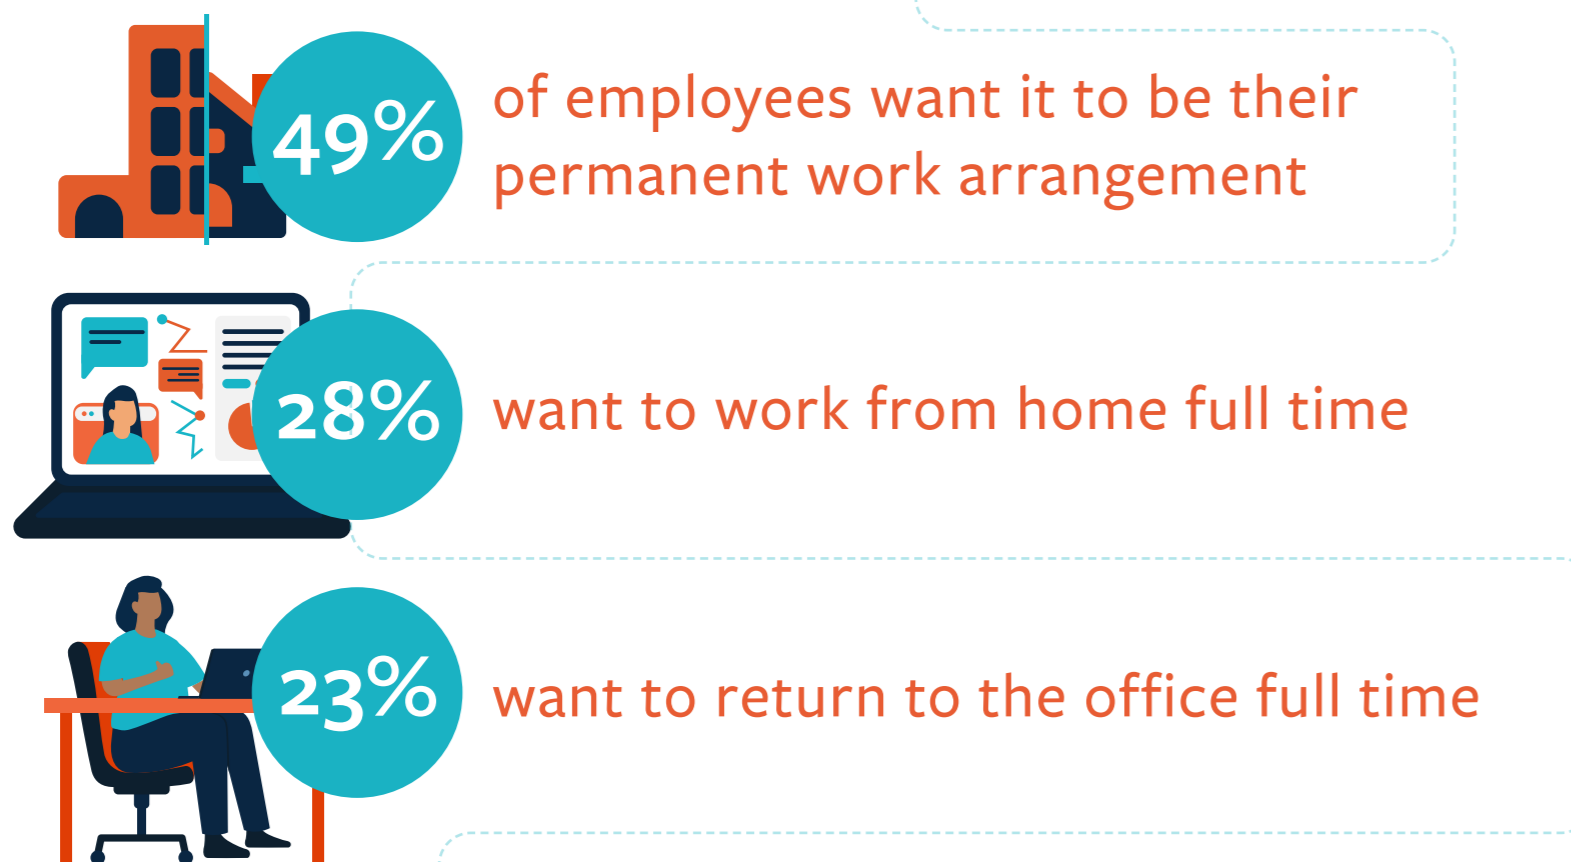 49%
of employees want it to be their
permanent work arrangement
28%
want to work from home full time
23%
want to return to the office full time